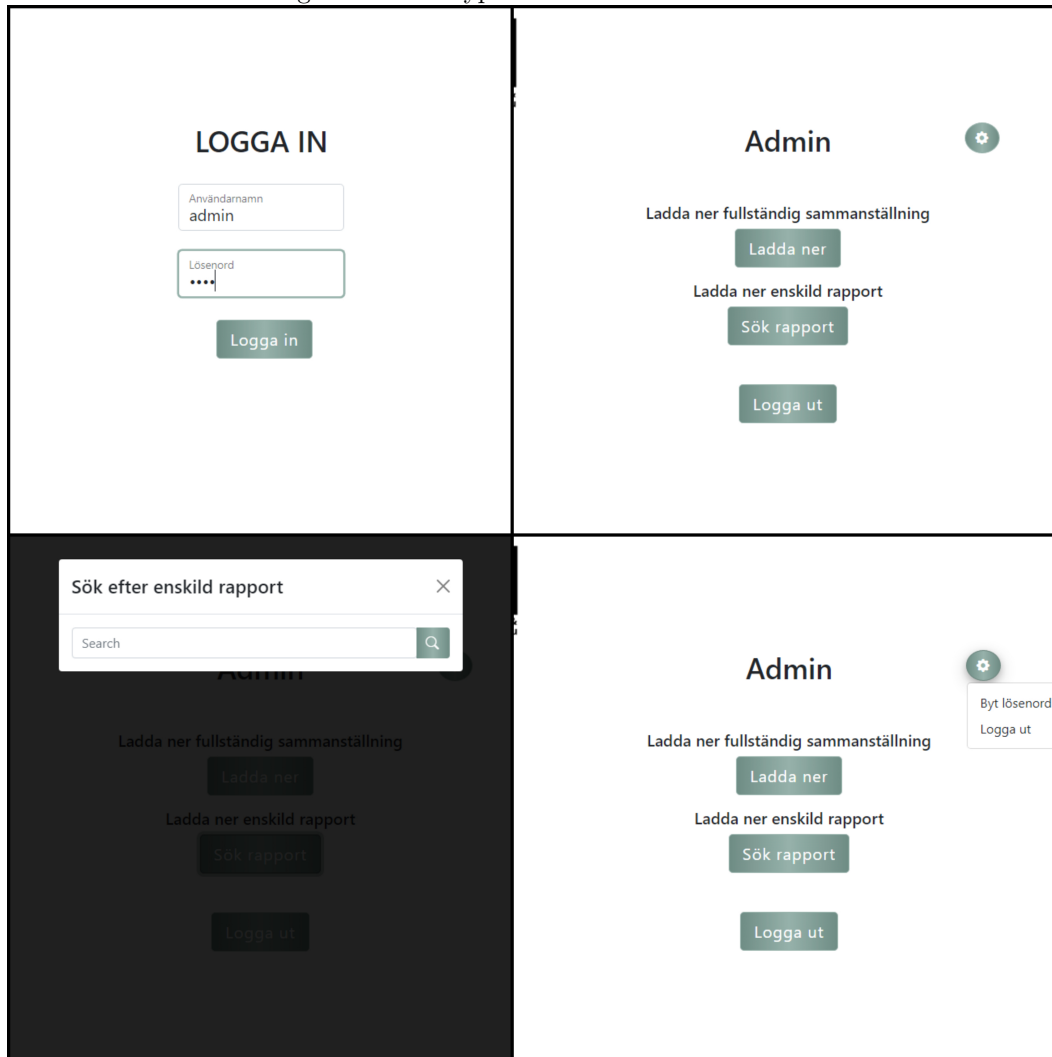 LOGGA IN
Användarnamn
admin
Lösenord
••••
Logga in
Admin
Ladda ner fullständig sammanställning
Ladda ner
Ladda ner enskild rapport
Sök rapport
Logga ut
Sök efter enskild rapport
Search
Admin
Ladda ner fullständig sammanställning
Ladda ner
Ladda ner enskild rapport
Sök rapport
Logga ut
Admin
Byt lösenord
Logga ut
Ladda ner fullständig sammanställning
Ladda ner
Ladda ner enskild rapport
Sök rapport
Logga ut